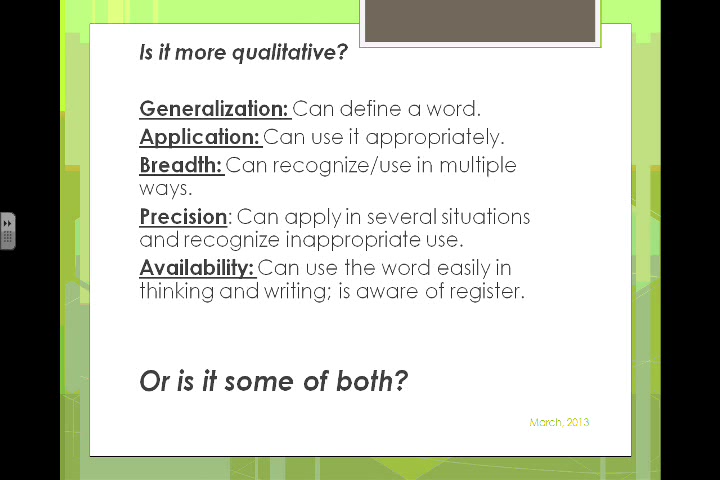 Is it more qualitative?
Generalization: Can define a word.
Application: Can use it appropriately.
Breadth: Can recognize/use in multiple
ways.
Precision: Can apply in several situations
and recognize inappropriate use.
Availability: Can use the word easily in
thinking and writing; is aware of register.
Or is it some of both?
March, 2013